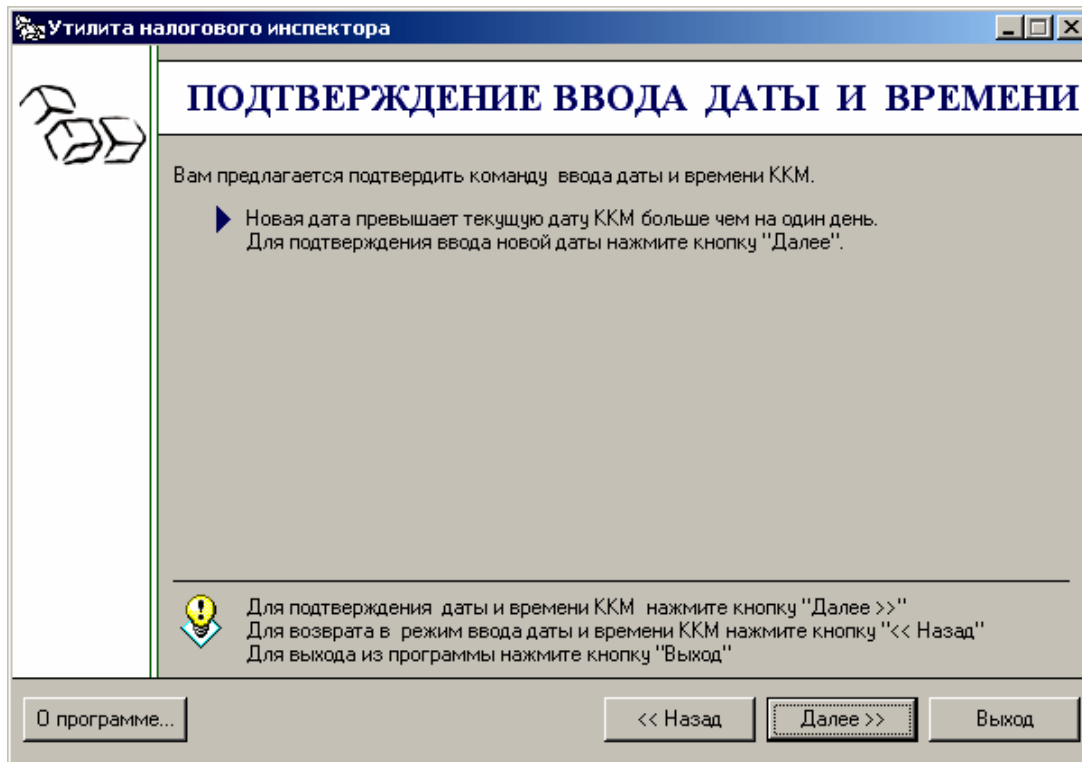 Утилита налогового инспектора
ПОДТВЕРЖДЕНИЕ ВВОДА ДАТЫ И ВРЕМЕНИ
Вам предлагается подтвердить команду ввода даты и времени ККМ.
Новая дата превышает текущую дату ККМ больше чем на один день.
Для подтверждения ввода новой даты нажмите кнопку "Далее".
Для подтверждения даты и времени ККМ нажмите кнопку "Далее >>"
Для возврата в режим ввода даты и времени ККМ нажмите кнопку "<< Назад"
Для выхода из программы нажмите кнопку "Выход"
О программе... << Назад Далее >> Выход